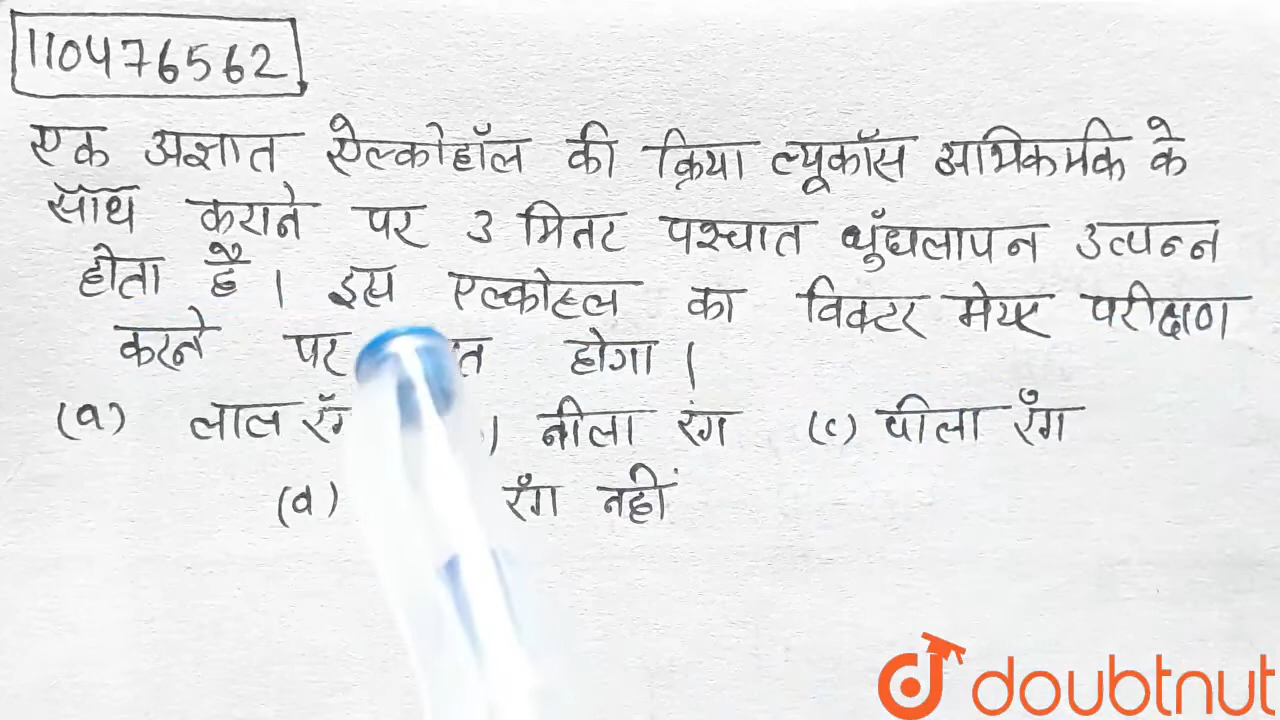 110476562
एक अज्ञात ऐल्कोहॉल की क्रिया ल्यूकॉस अभिकर्मक के
साथ कराने पर 3 मिनट पश्चात धुँधलापन उत्पन्न
होता है। इस एल्कोहल का विक्टर मेयर परीक्षण
करने पर होगा।
(a) लाल रँग नीला रंग (c) पीला रँग
(d) रँग नहीं
doubtnut